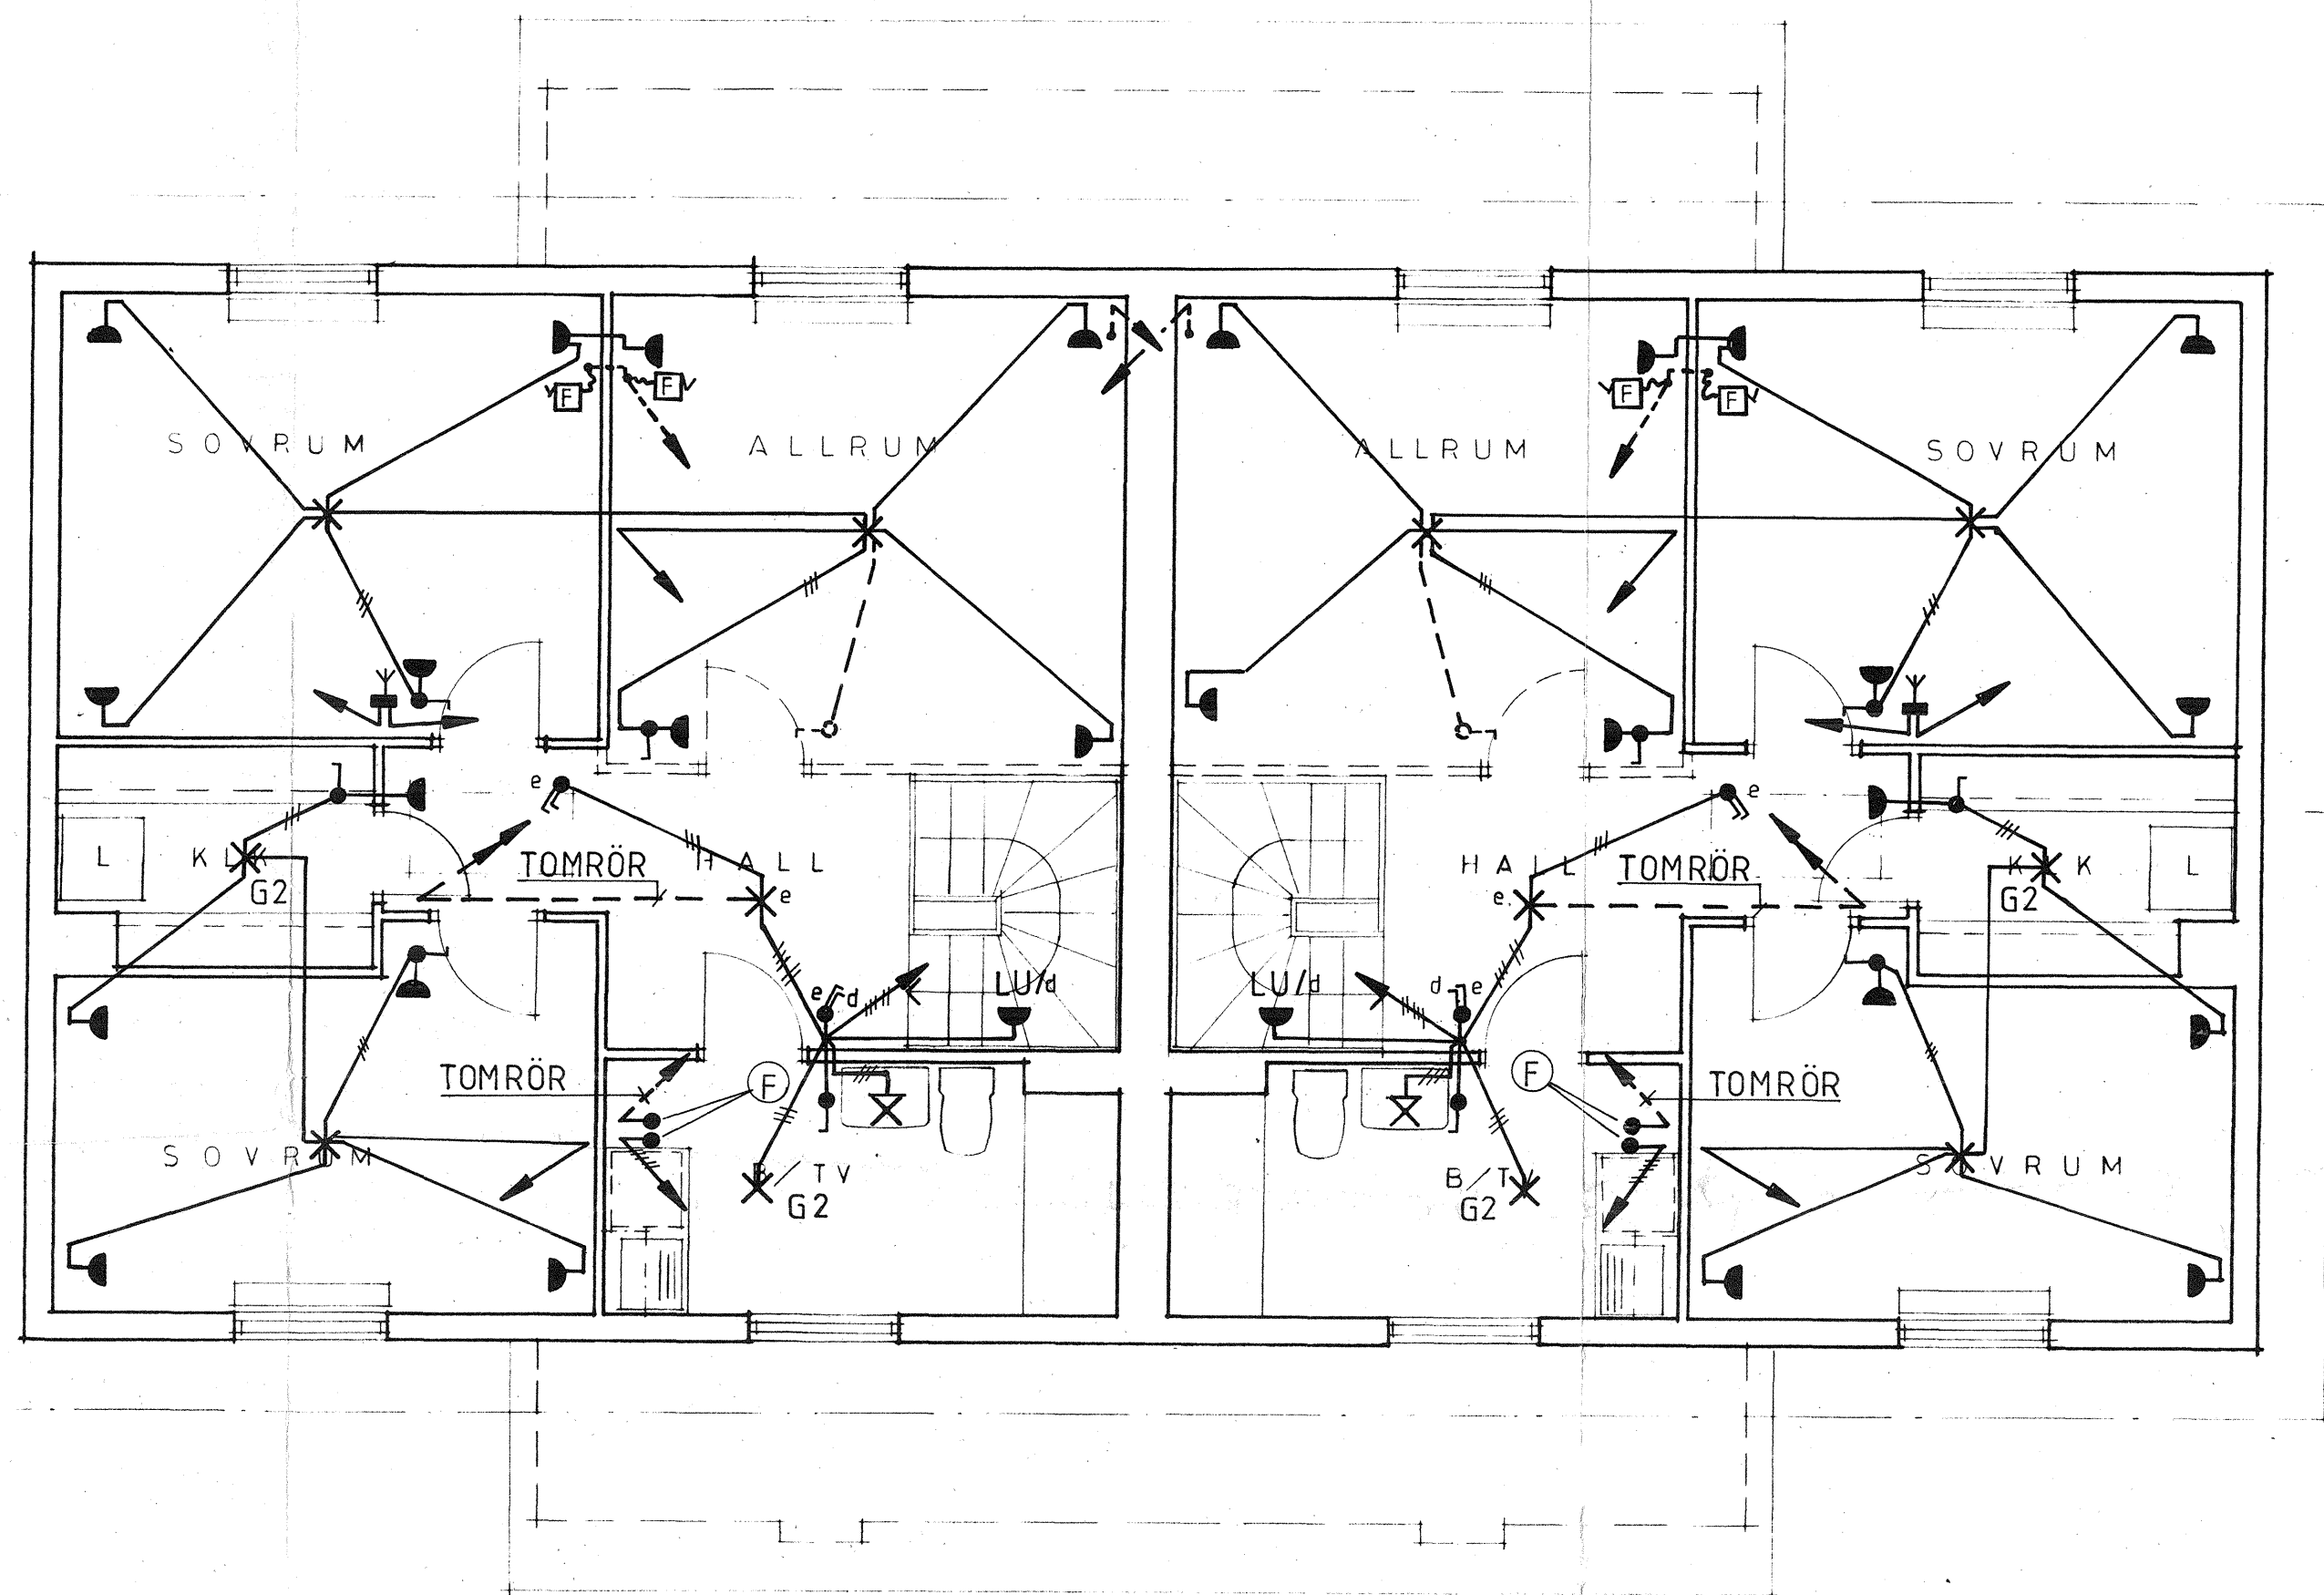 F F F F
SOVRUM ALLRUM ALLRUM SOVRUM
e e
L KLK TOMRÖR HALL HALL TOMRÖR KLK L
G2 e e G2
e d LU/d LU/d d e
TOMRÖR F F TOMRÖR
SOVRUM B/TV B/T SOVRUM
G2 G2